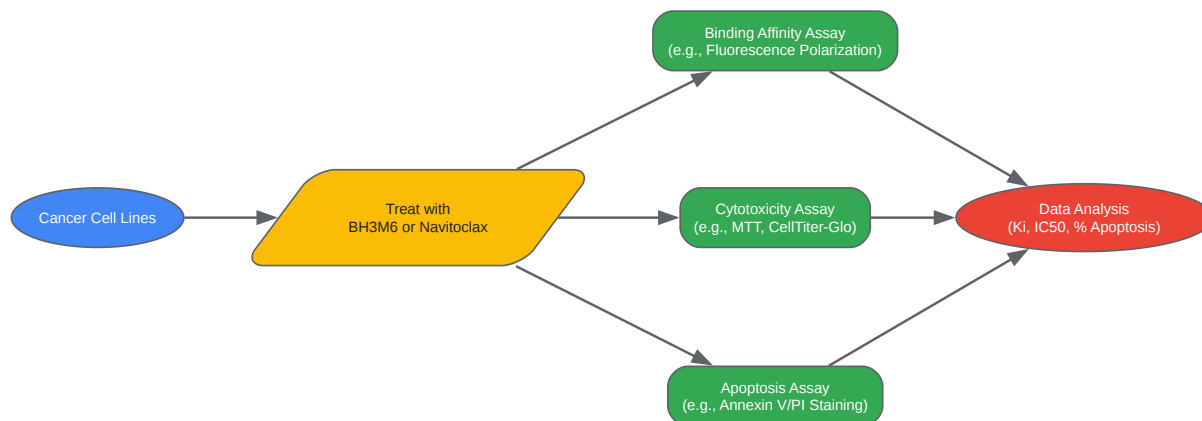 Binding Affinity Assay
(e.g., Fluorescence Polarization)
Cancer Cell Lines
Treat with
BH3M6 or Navitoclax
Cytotoxicity Assay
(e.g., MTT, CellTiter-Glo)
Data Analysis
(Ki, IC50, % Apoptosis)
Apoptosis Assay
(e.g., Annexin V/PI Staining)